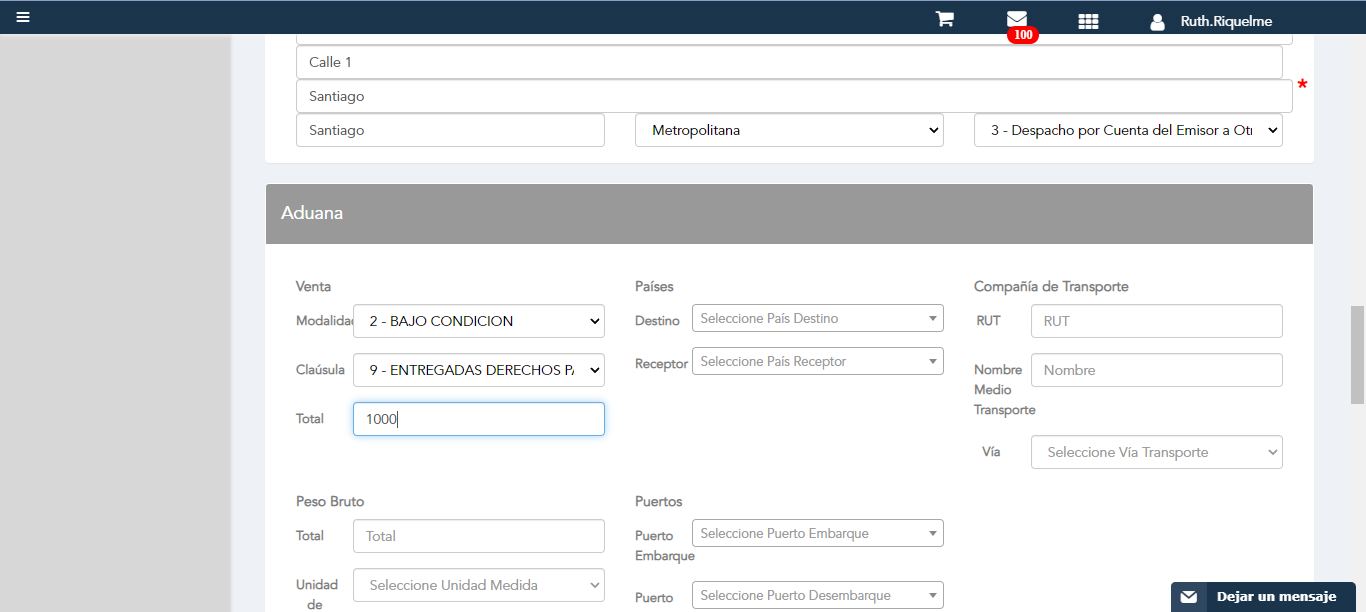 Ruth.Riquelme
100
Calle 1
Santiago
*
Santiago
Metropolitana
3 - Despacho por Cuenta del Emisor a Otr
Aduana
Venta
Países
Compañía de Transporte
Modalidad
2 - BAJO CONDICION
Destino
Seleccione País Destino
RUT
RUT
Claúsula
9 - ENTREGADAS DERECHOS PA
Receptor
Seleccione País Receptor
Nombre
Medio
Transporte
Nombre
Total
1000
Vía
Seleccione Vía Transporte
Peso Bruto
Puertos
Total
Total
Puerto
Embarque
Seleccione Puerto Embarque
Unidad
de
Seleccione Unidad Medida
Puerto
Seleccione Puerto Desembarque
Dejar un mensaje